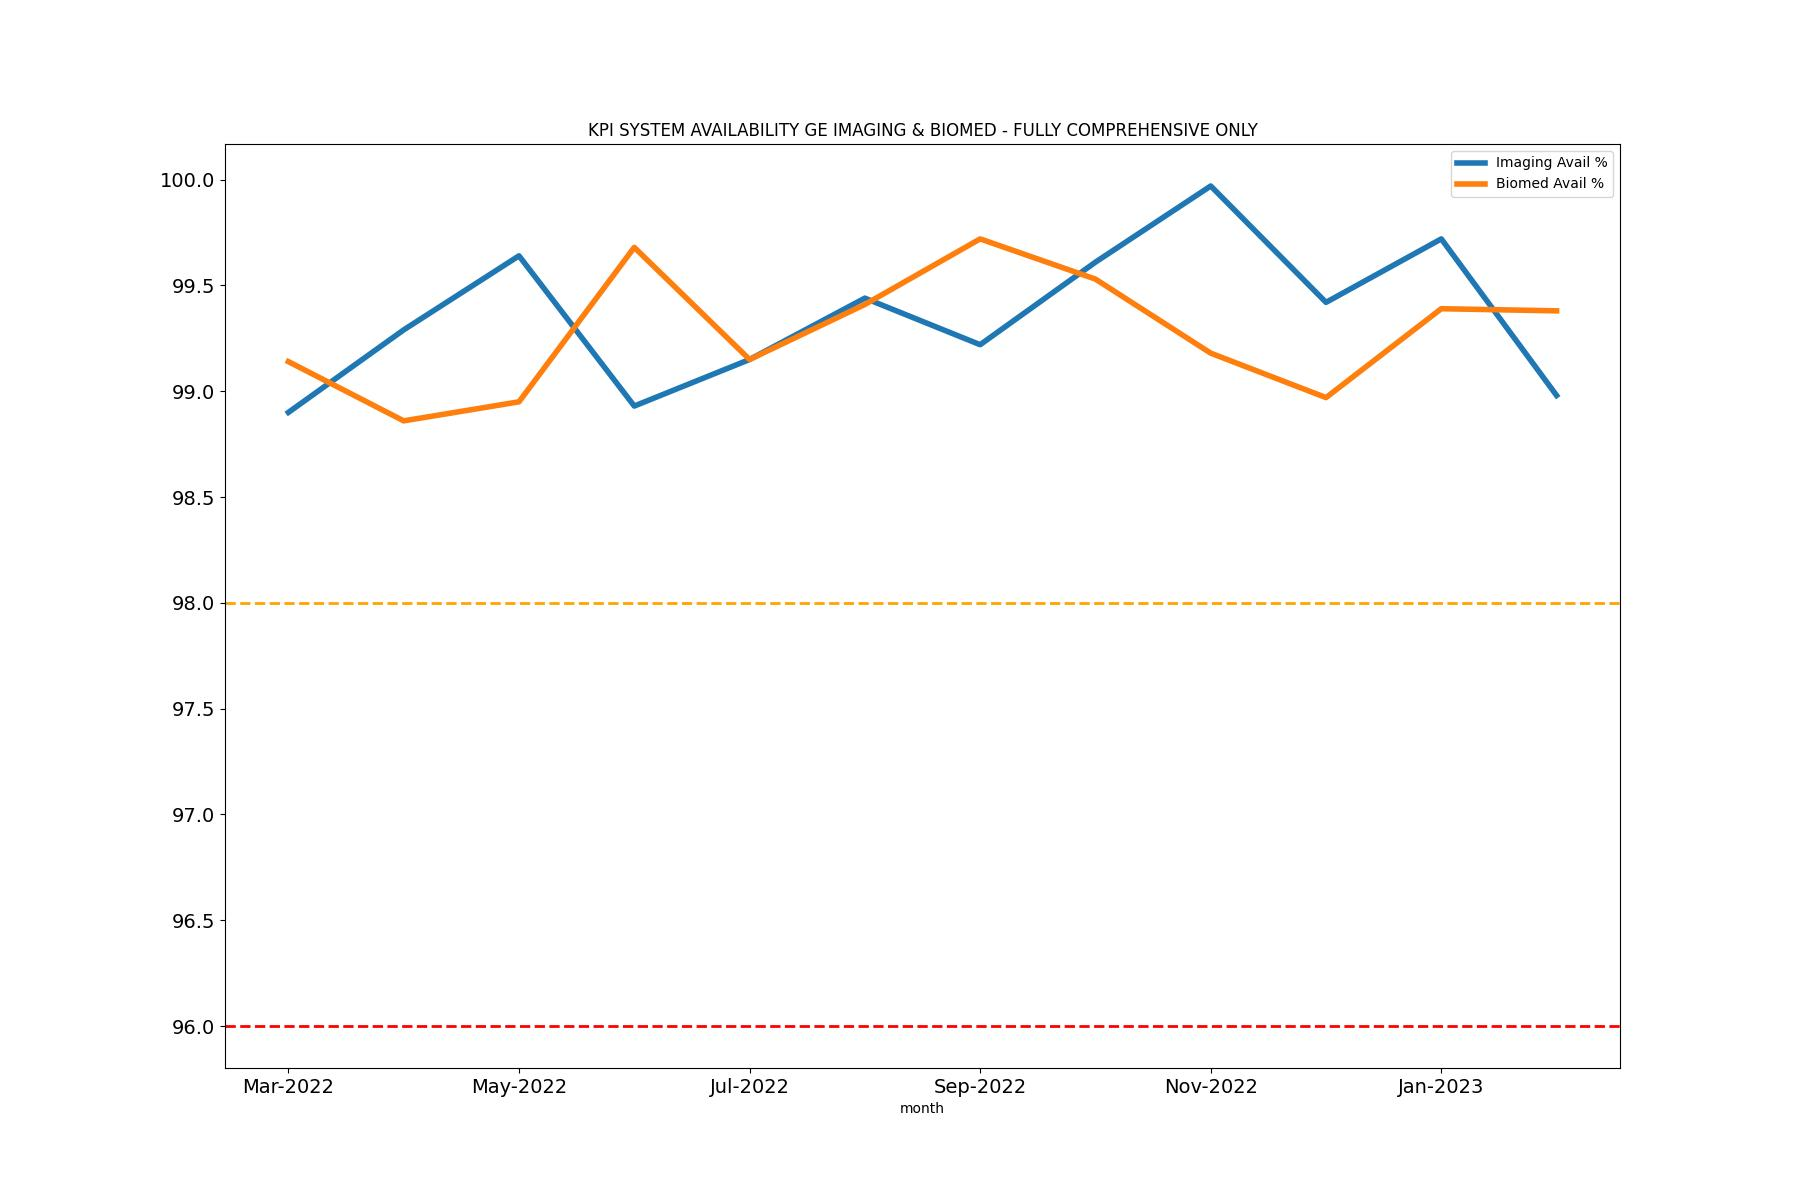 KPI SYSTEM AVAILABILITY GE IMAGING & BIOMED - FULLY COMPREHENSIVE ONLY
Imaging Avail %
Biomed Avail %
100.0
99.5
99.0
98.5
98.0
97.5
97.0
96.5
96.0
Mar-2022 May-2022 Jul-2022 Sep-2022 Nov-2022 Jan-2023
month